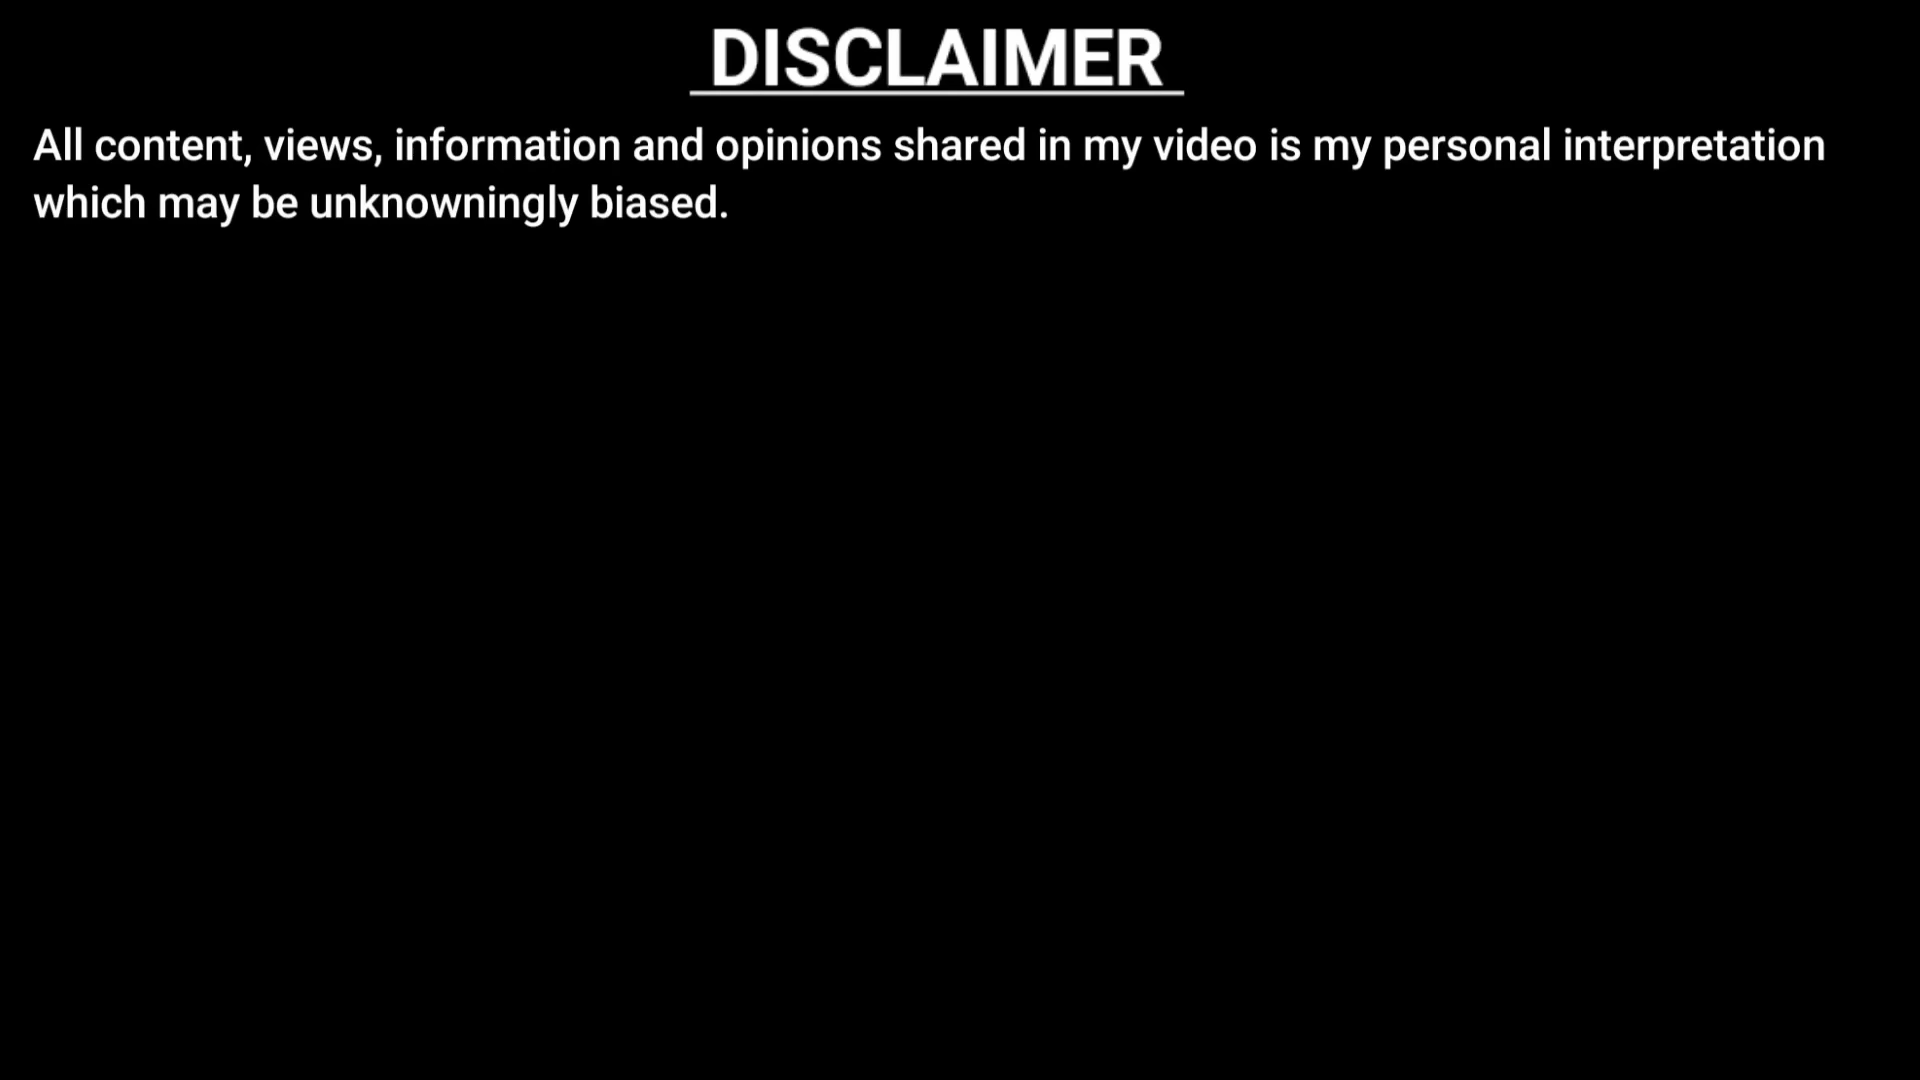 DISCLAIMER
All content, views, information and opinions shared in my video is my personal interpretation
which may be unknowningly biased.